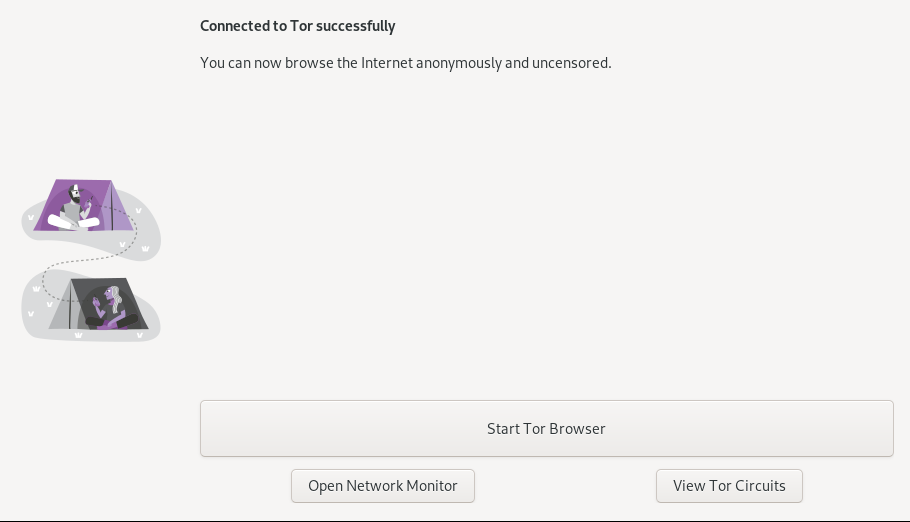 Connected to Tor successfully
You can now browse the Internet anonymously and uncensored.
Start Tor Browser
Open Network Monitor
View Tor Circuits